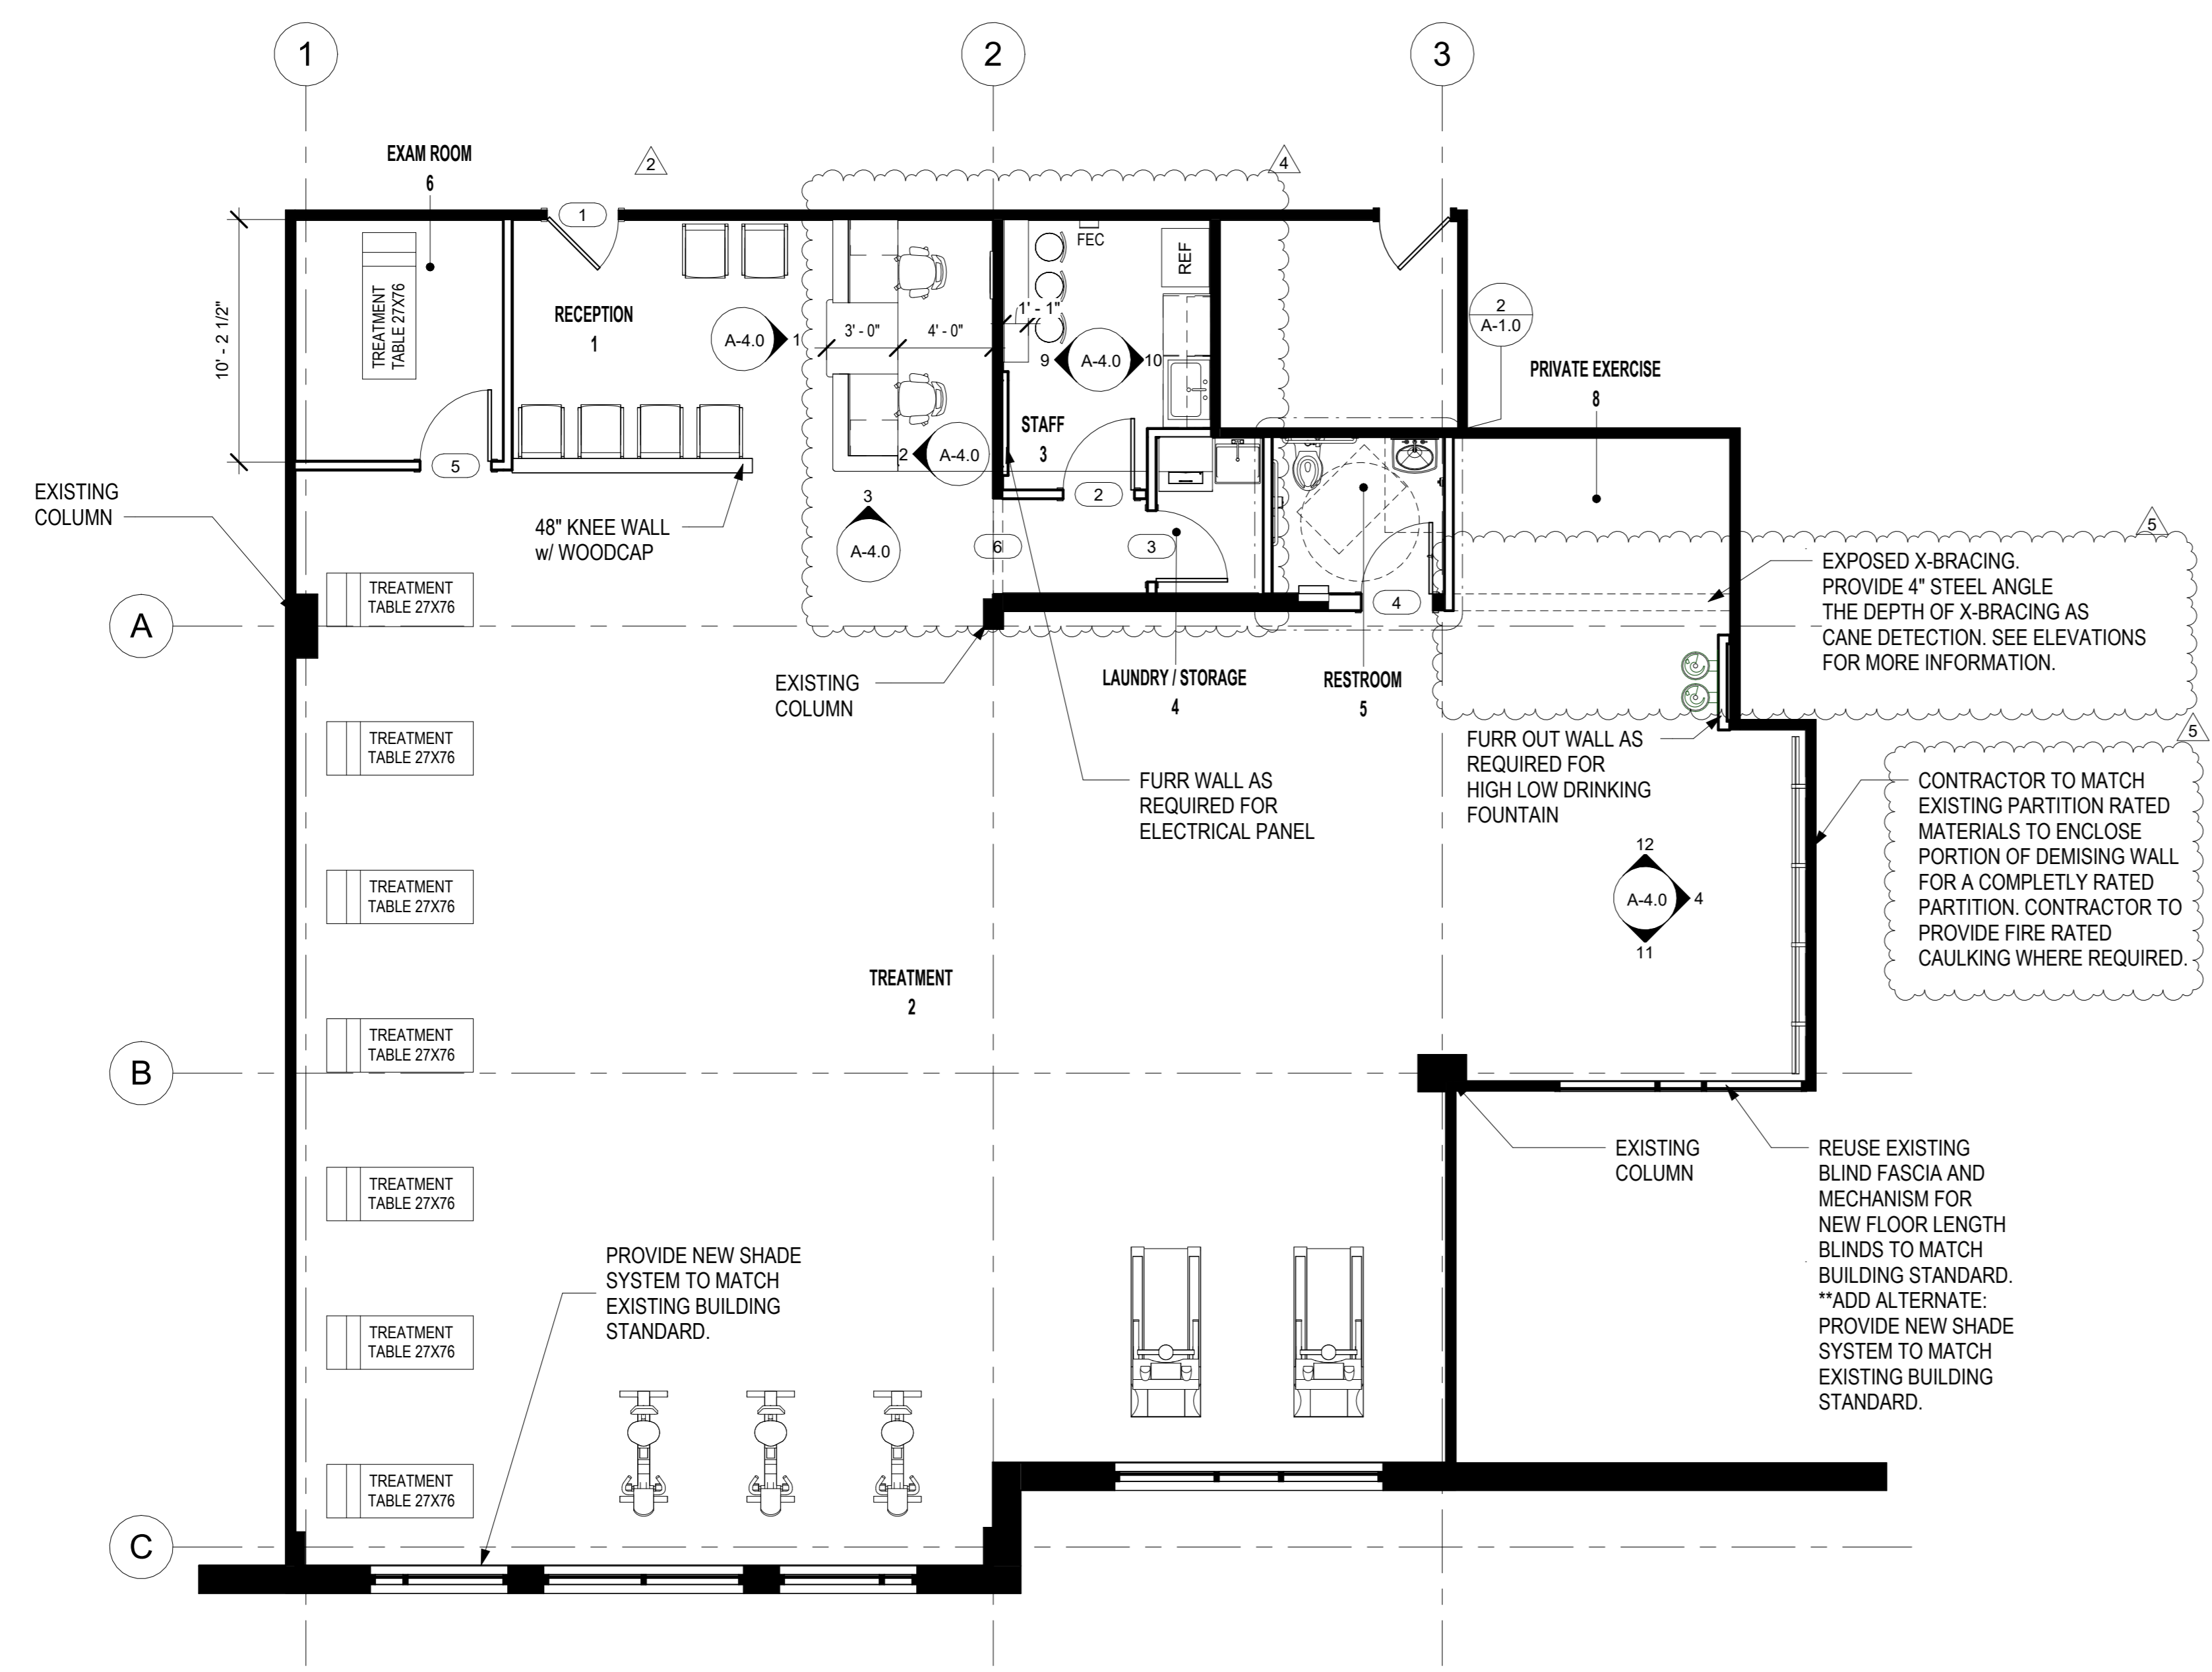 1
2
3
EXAM ROOM
6
2
4
1
FEC
REF
TREATMENT
TABLE 27X76
10' - 2 1/2"
RECEPTION
1
A-4.0
1
3' - 0"
4' - 0"
1' - 1"
9
A-4.0
10
2
A-1.0
PRIVATE EXERCISE
8
STAFF
3
2
A-4.0
5
2
EXISTING
COLUMN
48" KNEE WALL
w/ WOODCAP
3
A-4.0
6
3
4
5
EXPOSED X-BRACING.
PROVIDE 4" STEEL ANGLE
THE DEPTH OF X-BRACING AS
CANE DETECTION. SEE ELEVATIONS
FOR MORE INFORMATION.
TREATMENT
TABLE 27X76
A
EXISTING
COLUMN
LAUNDRY / STORAGE
4
RESTROOM
5
TREATMENT
TABLE 27X76
FURR WALL AS
REQUIRED FOR
ELECTRICAL PANEL
FURR OUT WALL AS
REQUIRED FOR
HIGH LOW DRINKING
FOUNTAIN
5
CONTRACTOR TO MATCH
EXISTING PARTITION RATED
MATERIALS TO ENCLOSE
PORTION OF DEMISING WALL
FOR A COMPLETLY RATED
PARTITION. CONTRACTOR TO
PROVIDE FIRE RATED
CAULKING WHERE REQUIRED.
TREATMENT
TABLE 27X76
12
A-4.0
4
11
TREATMENT
2
TREATMENT
TABLE 27X76
B
EXISTING
COLUMN
REUSE EXISTING
BLIND FASCIA AND
MECHANISM FOR
NEW FLOOR LENGTH
BLINDS TO MATCH
BUILDING STANDARD.
**ADD ALTERNATE:
PROVIDE NEW SHADE
SYSTEM TO MATCH
EXISTING BUILDING
STANDARD.
TREATMENT
TABLE 27X76
PROVIDE NEW SHADE
SYSTEM TO MATCH
EXISTING BUILDING
STANDARD.
TREATMENT
TABLE 27X76
TREATMENT
TABLE 27X76
C